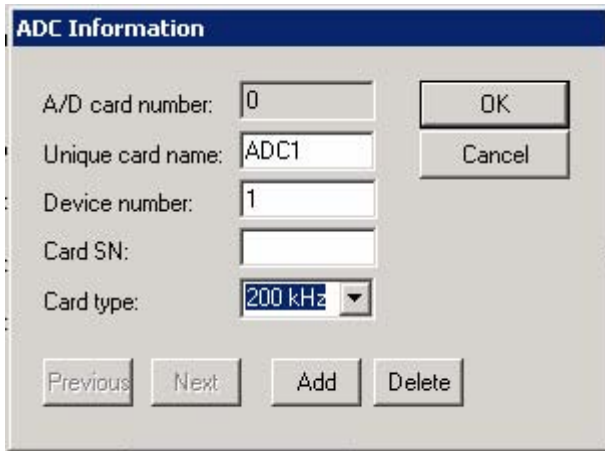 ADC Information
A/D card number: 0
OK
Unique card name: ADC1
Cancel
Device number: 1
Card SN:
Card type: 200 kHz
Previous Next Add Delete